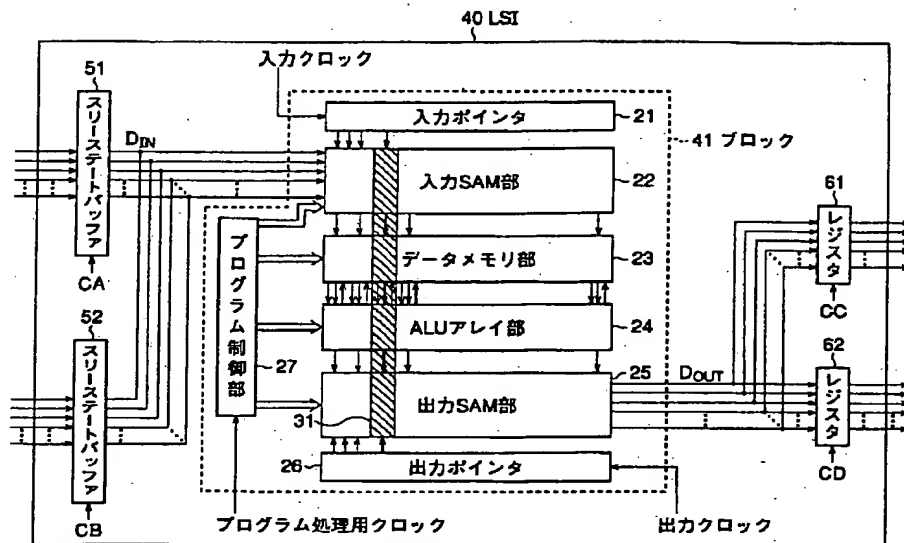 40 LSI
入力クロック
51
スリーステートバッファ
DIN
入力ポインタ
21
41 ブロック
入力SAM部
22
61
レジスタ
プログラム制御部
データメモリ部
23
CA
CC
52
スリーステートバッファ
ALUアレイ部
24
27
62
レジスタ
25
DOUT
出力SAM部
31
26
出力ポインタ
CD
CB
プログラム処理用クロック
出力クロック